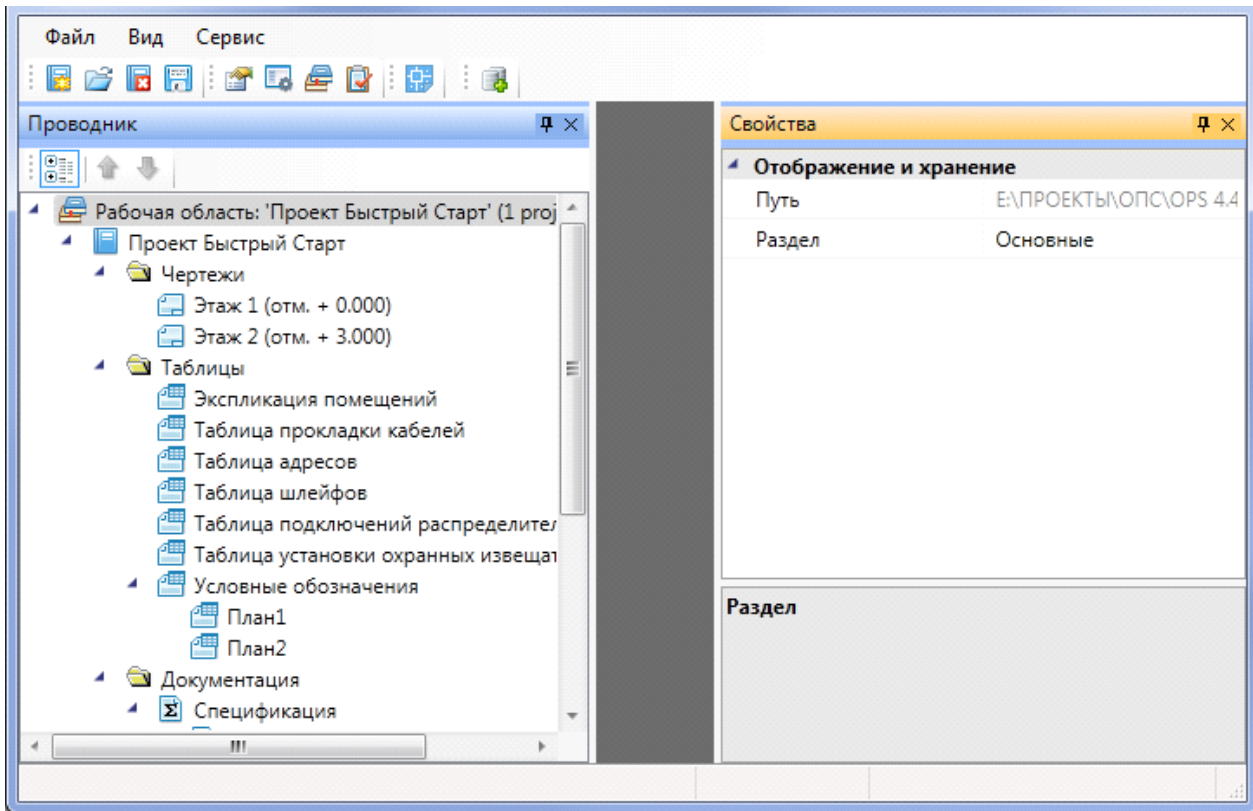 Файл Вид Сервис
Проводник
Рабочая область: 'Проект Быстрый Старт' (1 proj
Проект Быстрый Старт
Чертежи
Этаж 1 (отм. + 0.000)
Этаж 2 (отм. + 3.000)
Таблицы
Экспликация помещений
Таблица прокладки кабелей
Таблица адресов
Таблица шлейфов
Таблица подключений распределител
Таблица установки охранных извещат
Условные обозначения
План1
План2
Документация
Спецификация
Свойства
Отображение и хранение
Путь E:\ПРОЕКТЫ\ОПС\OPS 4.4
Раздел Основные
Раздел